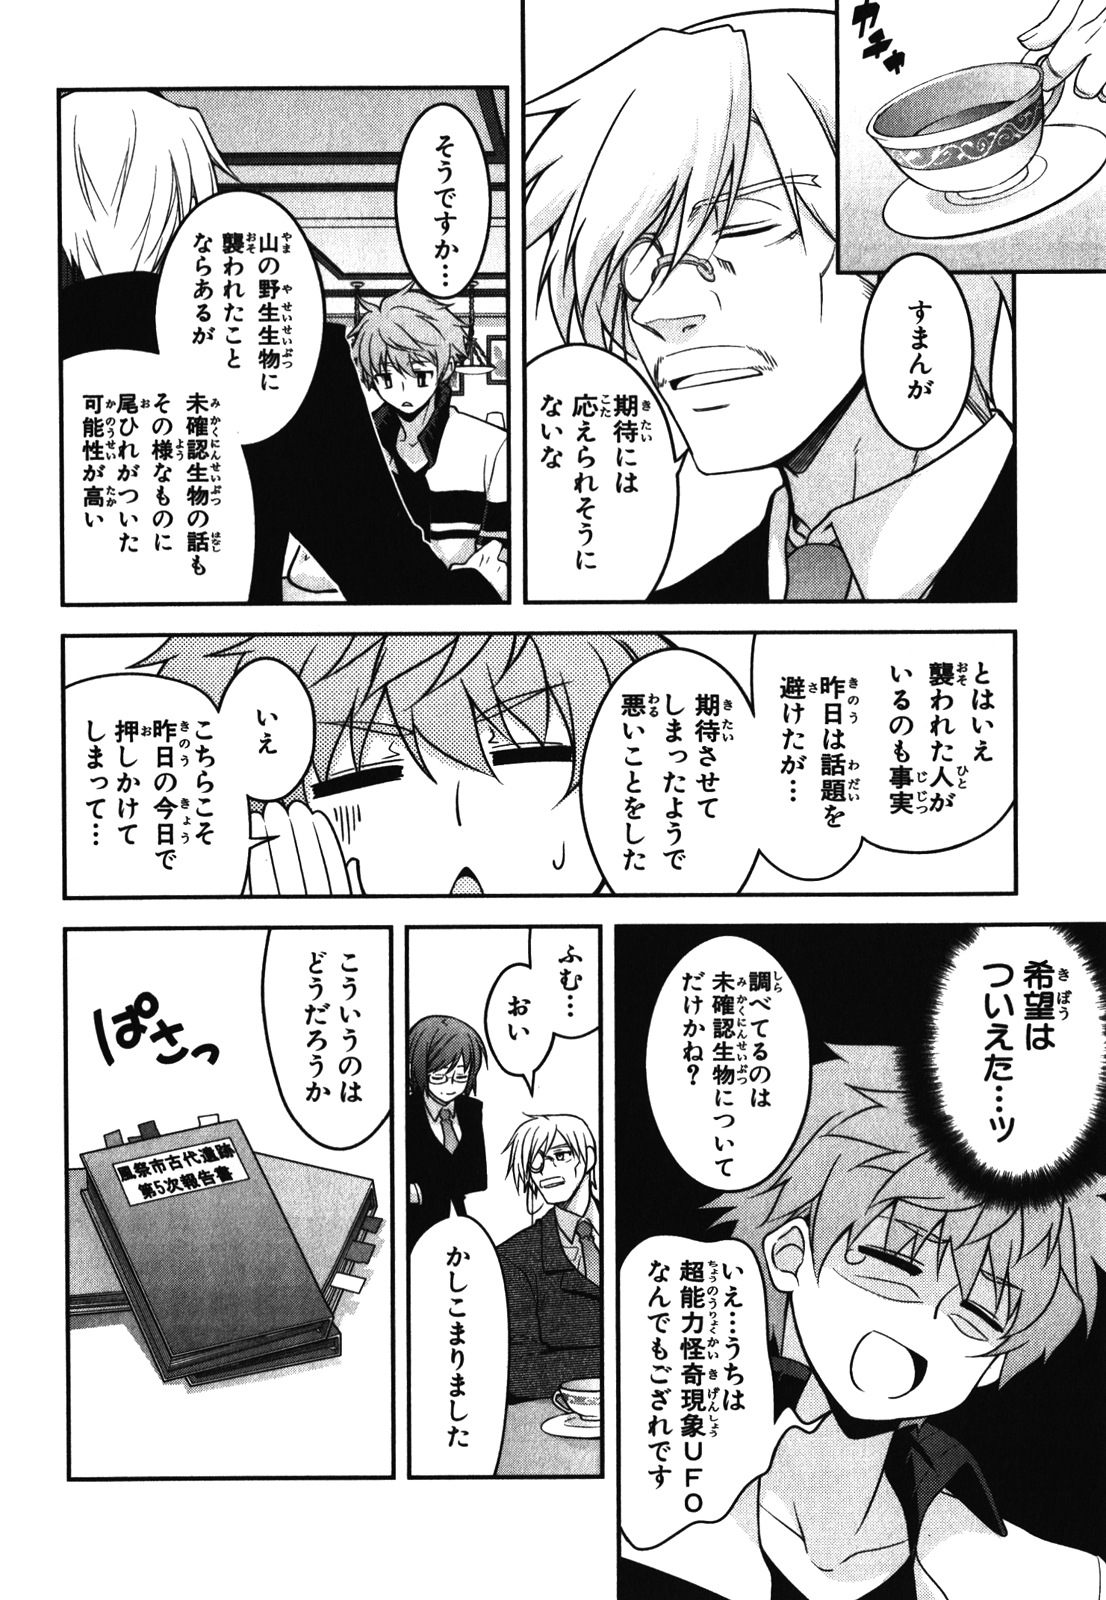 カチャ
すまんが
期待には
応えられそうに
ないな
そうですか…
山の野生生物に
襲われたこと
ならあるが
未確認生物の話も
その様なものに
尾ひれがついた
可能性が高い
とはいえ
襲われた人が
いるのも事実
昨日は話題を
避けたが…
期待させて
しまったようで
悪いことをした
いえ
こちらこそ
昨日の今日で
押しかけて
しまって…
希望は
ついえた…ッ
調べてるのは
未確認生物について
だけかね？
いえ…うちは
超能力怪奇現象UFO
なんでもござれです
ふむ…
おい
かしこまりました
こういうのは
どうだろうか
ぱさっ
風祭市古代遺跡
第5次報告書